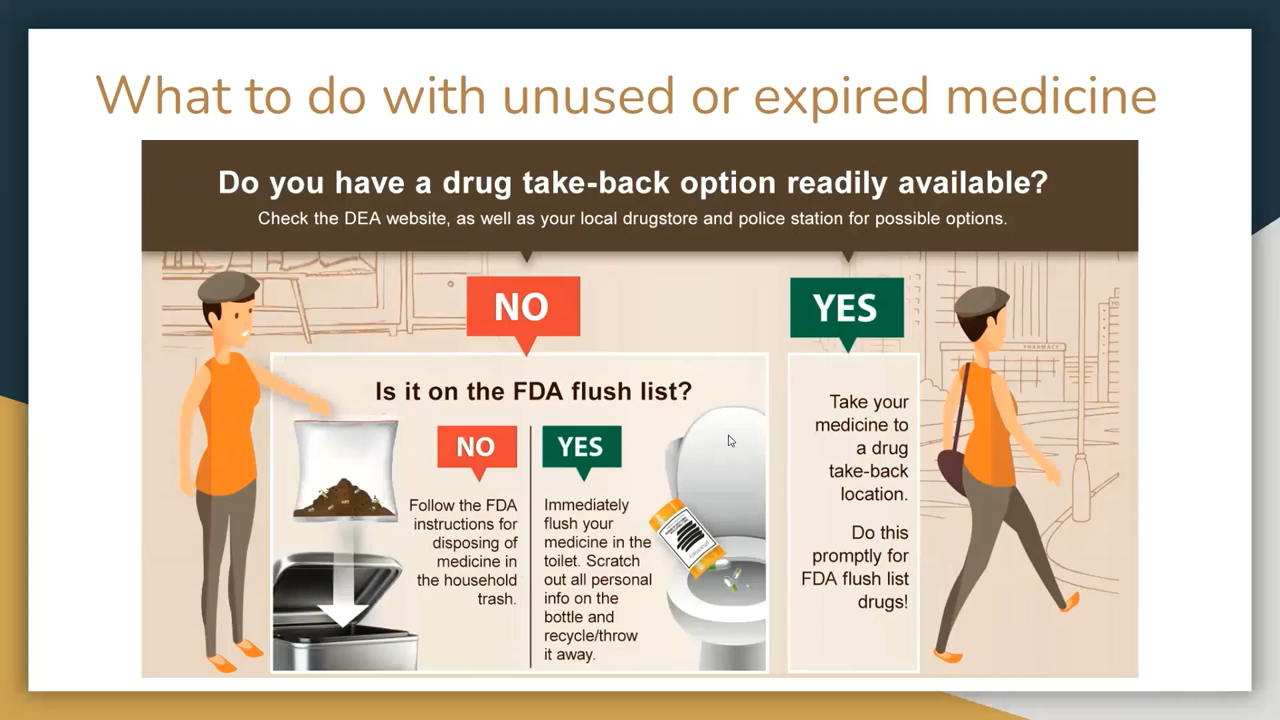 What to do with unused or expired medicine
Do you have a drug take-back option readily available?
Check the DEA website, as well as your local drugstore and police station for possible options.
NO
Is it on the FDA flush list?
NO
Follow the FDA
instructions for
disposing of
medicine in
the household
trash.
YES
Immediately
flush your
medicine in the
toilet. Scratch
out all personal
info on the
bottle and
recycle/throw
it away.
YES
Take your
medicine to
a drug
take-back
location.
Do this
promptly for
FDA flush list
drugs!
PHARMACY